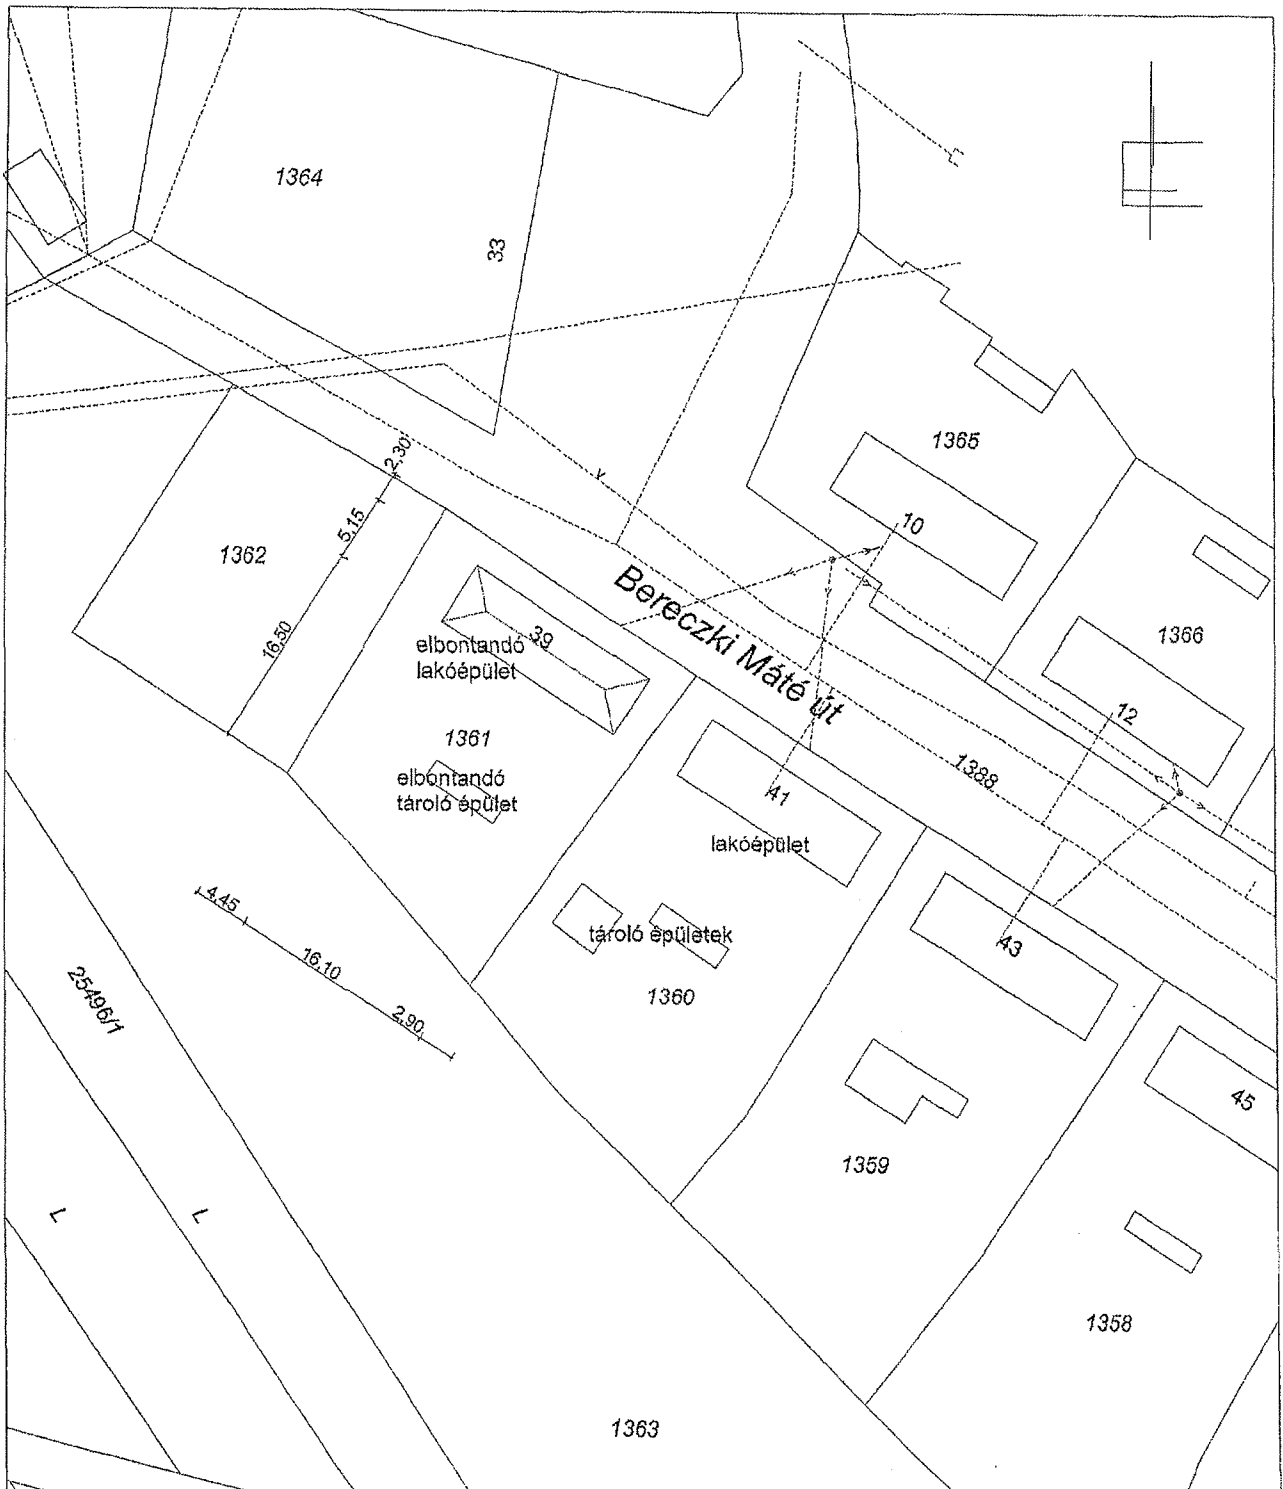 1364
33
1365
2,30
5,15
10
1362
16,50
Bereczki Máté út
39
elbontandó
lakóépület
1366
12
1361
1388
elbontandó
tároló épület
41
lakóépület
4,45
16,10
2,90
tároló épületek
43
1360
25496/1
45
1359
L
L
1358
1363